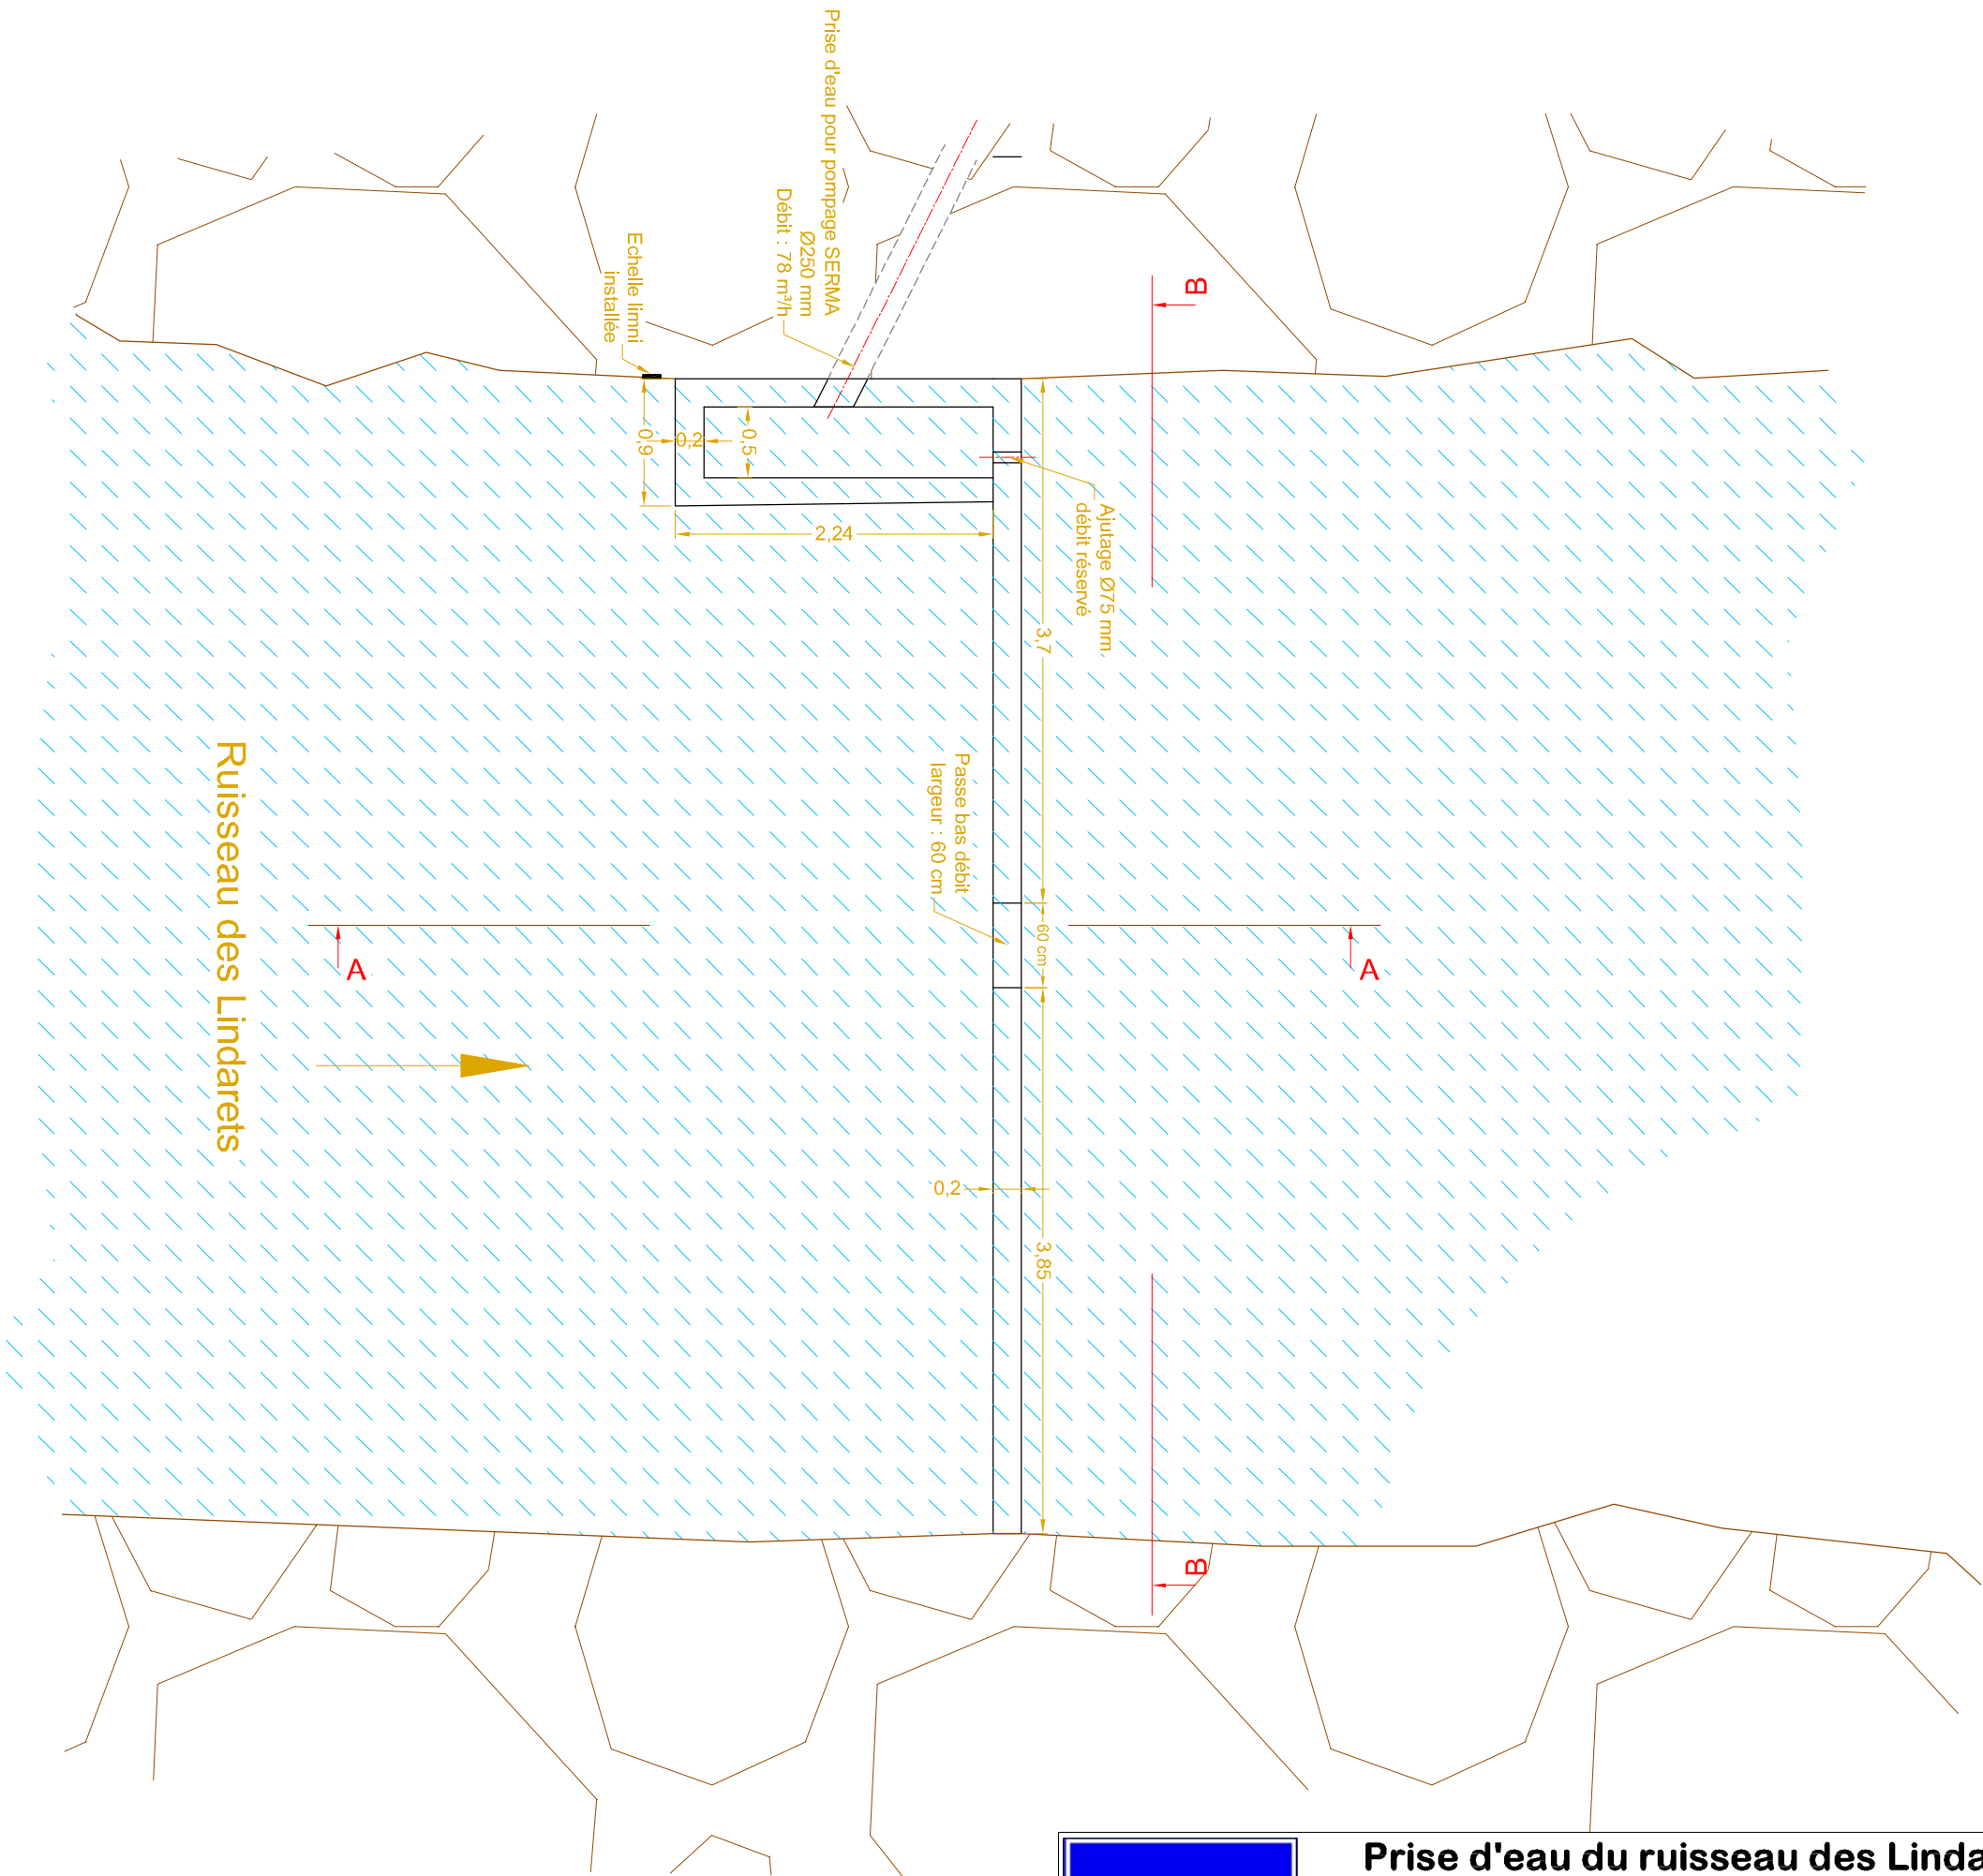 Prise d'eau pour pompage SERMA
Ø250 mm
Débit : 78 m³/h
Echelle limni
installée
B
0,9
0,2
0,5
2,24
Ajutage Ø75 mm
débit réservé
3,7
Passe bas débit
largeur : 60 cm
60 cm
A
A
Ruisseau des Lindarets
0,2
3,85
B
Prise d'eau du ruisseau des Linda